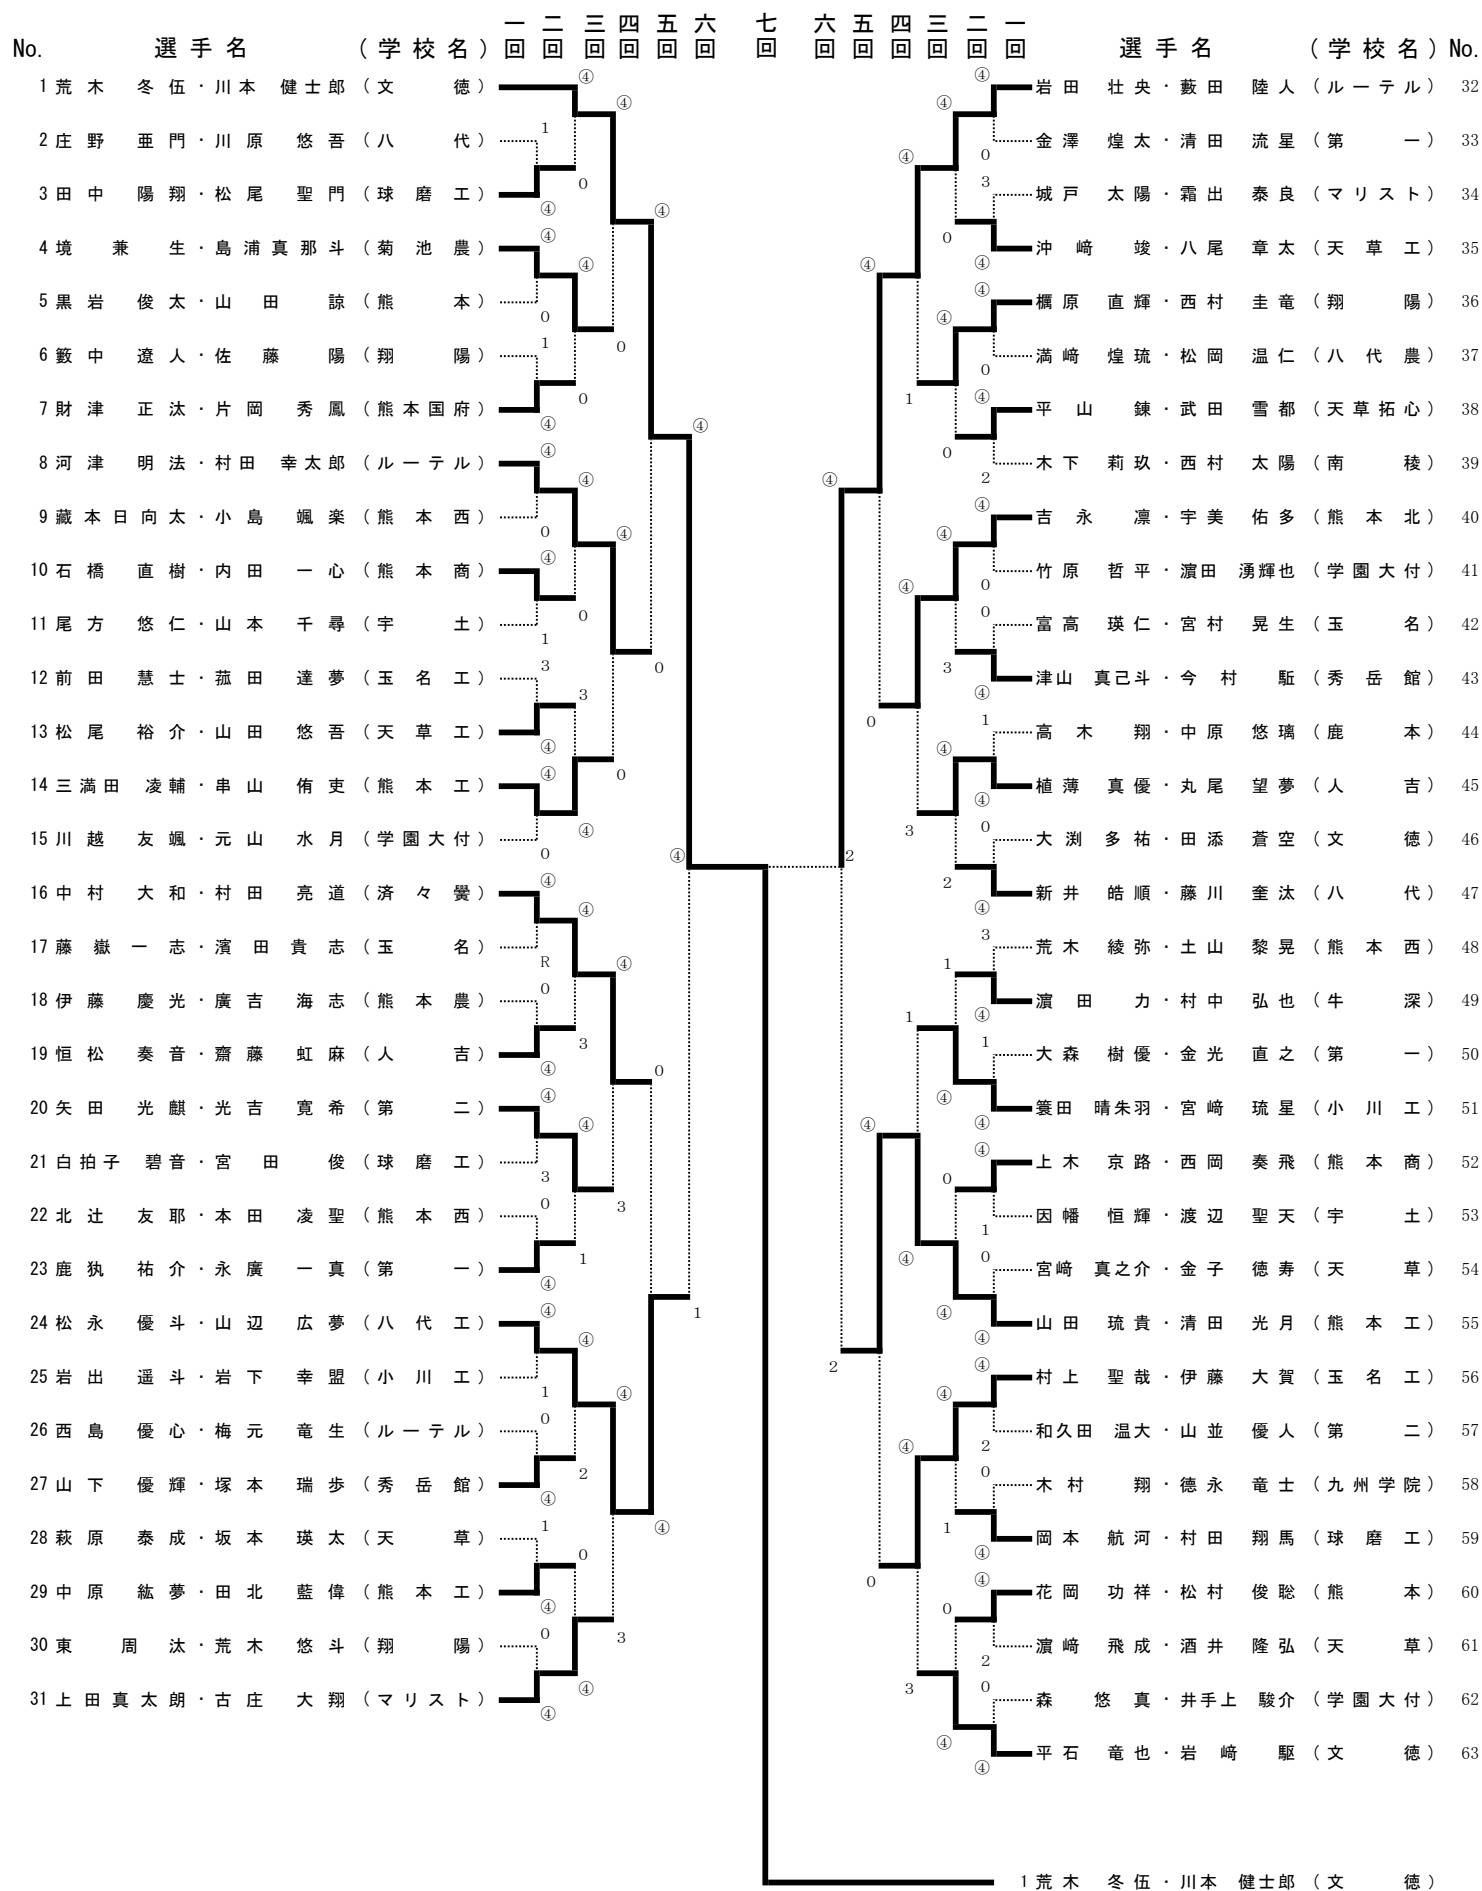 一 二 三 四 五 六 七 六 五 四 三 二 一
No. 選手名 (学校名) 回 回 回 回 回 回 回 回 回 回 回 回 回 選手名 (学校名) No.
1 荒木 冬伍・川本 健士郎 (文徳)
2 庄野 亜門・川原 悠吾 (八代)
3 田中 陽翔・松尾 聖門 (球磨工)
4 境 兼生・島浦真那斗 (菊池農)
5 黒岩 俊太・山田 諒 (熊本)
6 籔中 遼人・佐藤 陽 (翔陽)
7 財津 正汰・片岡 秀鳳 (熊本国府)
8 河津 明法・村田 幸太郎 (ルーテル)
9 藏本日向太・小島 颯楽 (熊本西)
10 石橋 直樹・内田 一心 (熊本商)
11 尾方 悠仁・山本 千尋 (宇土)
12 前田 慧士・菰田 達夢 (玉名工)
13 松尾 裕介・山田 悠吾 (天草工)
14 三満田 凌輔・串山 侑吏 (熊本工)
15 川越 友颯・元山 水月 (学園大付)
16 中村 大和・村田 亮道 (済々黌)
17 藤嶽一志・濱田貴志 (玉名)
18 伊藤 慶光・廣吉 海志 (熊本農)
19 恒松 奏音・齋藤 虹麻 (人吉)
20 矢田 光麒・光吉 寛希 (第二)
21 白拍子 碧音・宮田 俊 (球磨工)
22 北辻 友耶・本田 凌聖 (熊本西)
23 鹿犱 祐介・永廣 一真 (第一)
24 松永 優斗・山辺 広夢 (八代工)
25 岩出 遥斗・岩下 幸盟 (小川工)
26 西島 優心・梅元 竜生 (ルーテル)
27 山下 優輝・塚本 瑞歩 (秀岳館)
28 萩原 泰成・坂本 瑛太 (天草)
29 中原 紘夢・田北 藍偉 (熊本工)
30 東 周汰・荒木 悠斗 (翔陽)
31 上田真太朗・古庄 大翔 (マリスト)
岩田 壮央・藪田 陸人 (ルーテル) 32
金澤 煌太・清田 流星 (第一) 33
城戸 太陽・霜出 泰良 (マリスト) 34
沖﨑 竣・八尾 章太 (天草工) 35
櫃原 直輝・西村 圭竜 (翔陽) 36
満﨑 煌琉・松岡 温仁 (八代農) 37
平山 錬・武田 雪都 (天草拓心) 38
木下 莉玖・西村 太陽 (南稜) 39
吉永 凛・宇美 佑多 (熊本北) 40
竹原 哲平・濵田 湧輝也 (学園大付) 41
富高 瑛仁・宮村 晃生 (玉名) 42
津山 真己斗・今村 駈 (秀岳館) 43
高木 翔・中原 悠璃 (鹿本) 44
植薄 真優・丸尾 望夢 (人吉) 45
大渕 多祐・田添 蒼空 (文徳) 46
新井 皓順・藤川 奎汰 (八代) 47
荒木 綾弥・土山 黎晃 (熊本西) 48
濵田 力・村中 弘也 (牛深) 49
大森 樹優・金光 直之 (第一) 50
簑田 晴朱羽・宮﨑 琉星 (小川工) 51
上木 京路・西岡 奏飛 (熊本商) 52
因幡 恒輝・渡辺 聖天 (宇土) 53
宮﨑 真之介・金子 徳寿 (天草) 54
山田 琉貴・清田 光月 (熊本工) 55
村上 聖哉・伊藤 大賀 (玉名工) 56
和久田 温大・山並 優人 (第二) 57
木村 翔・德永 竜士 (九州学院) 58
岡本 航河・村田 翔馬 (球磨工) 59
花岡 功祥・松村 俊聡 (熊本) 60
濵﨑 飛成・酒井 隆弘 (天草) 61
森 悠真・井手上 駿介 (学園大付) 62
平石 竜也・岩﨑 駆 (文徳) 63
1 荒木 冬伍・川本 健士郎 (文徳)